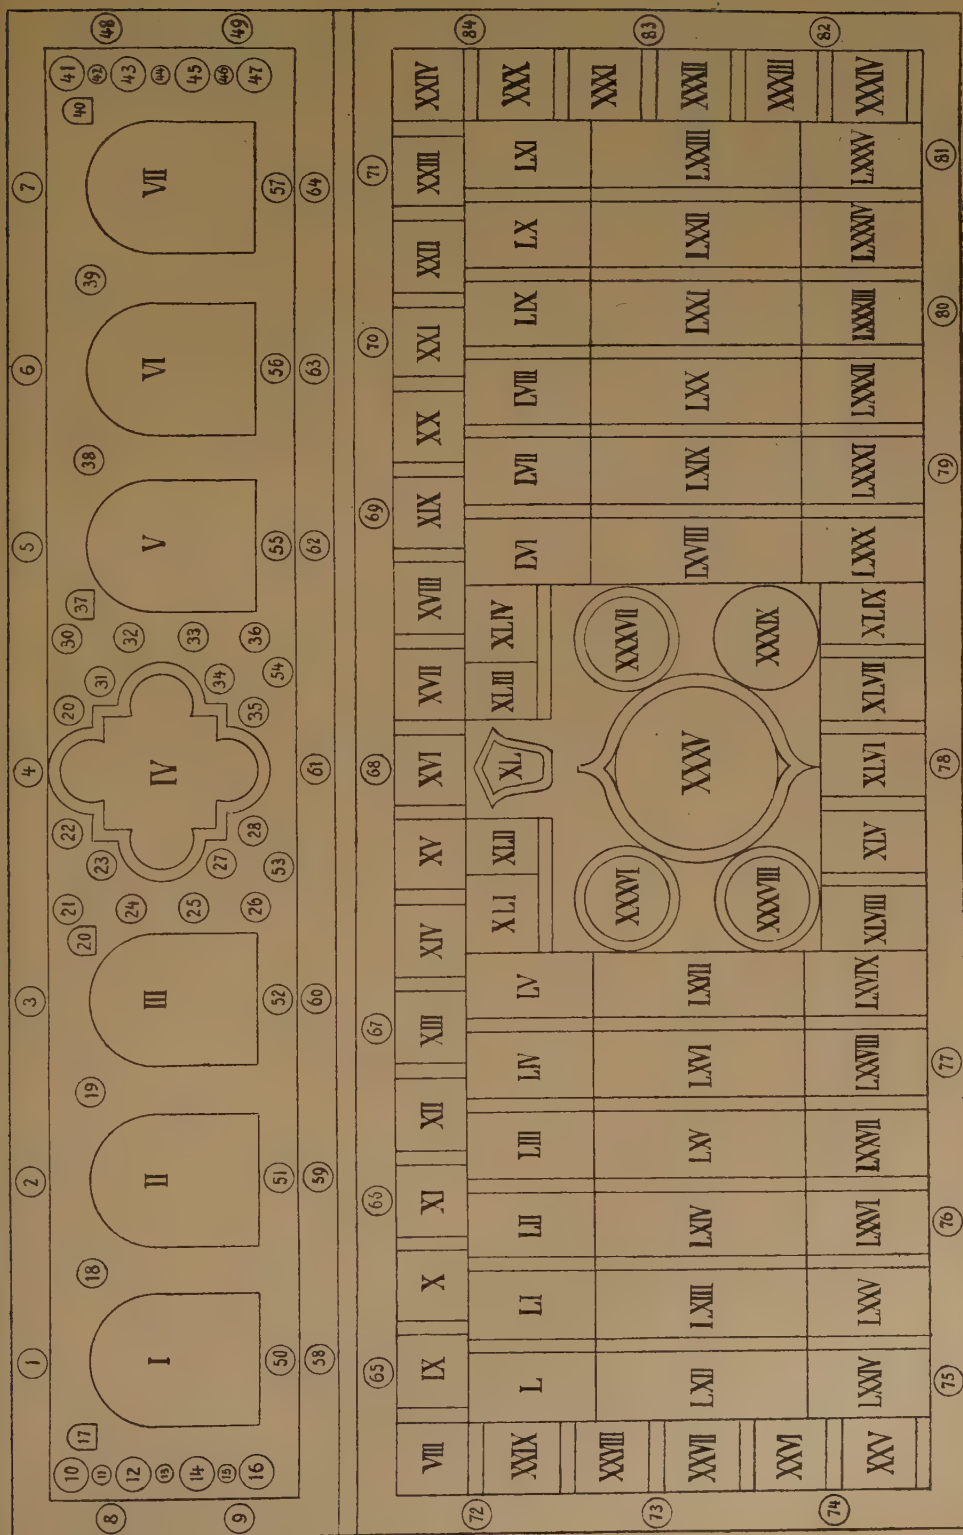 1 2 3 4 5 6 7
10 21 22 20 30 41
17 20 37 40
18 19 38 39
11 23 31 42
8 48
12 24 32 43
I II III IV V VI VII
13 44
14 25 33 45
15 27 34 46
9 49
16 26 28 35 36 47
50 51 52 53 54 55 56 57
58 59 60 61 62 63 64
65 66 67 68 69 70 71
VIII IX X XI XII XIII XIV XV XVI XVII XVIII XIX XX XXI XXII XXIII XXIV
72 84
XXIX L LI LII LIII LIV LV XLI XLII XL XLIII XLIV LVI LVII LVIII LIX LX LXI XXX
XXVIII XXXVI XXXVII XXXI
73 83
XXVII LXII LXIII LXIV LXV LXVI LXVII XXXV LXVIII LXIX LXX LXXI LXXII LXXIII XXXII
XXVI XXXVIII XXXIX XXXIII
74 82
XXV LXXIV LXXV LXXVI LXXVII LXXVIII LXVIX XLVIII XLV XLVI XLVII XLIX LXXX LXXXI LXXXII LXXXIII LXXXIV LXXXV XXXIV
75 76 77 78 79 80 81